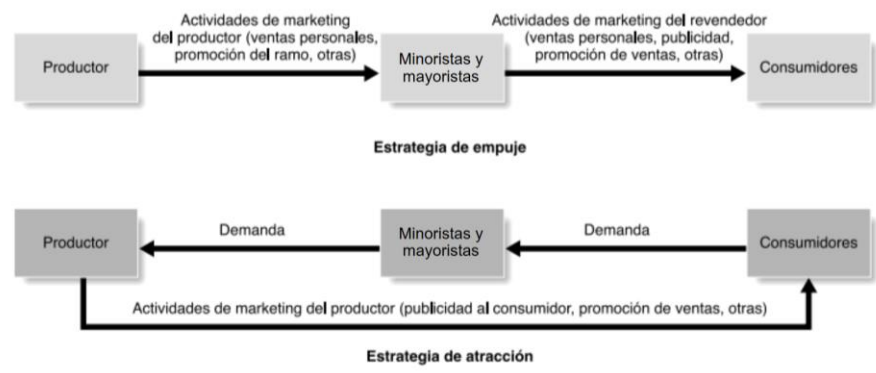 Actividades de marketing
del productor (ventas personales,
promoción del ramo, otras)
Actividades de marketing del revendedor
(ventas personales, publicidad,
promoción de ventas, otras)
Productor
Minoristas y
mayoristas
Consumidores
Estrategia de empuje
Productor
Demanda
Minoristas y
mayoristas
Demanda
Consumidores
Actividades de marketing del productor (publicidad al consumidor, promoción de ventas, otras)
Estrategia de atracción